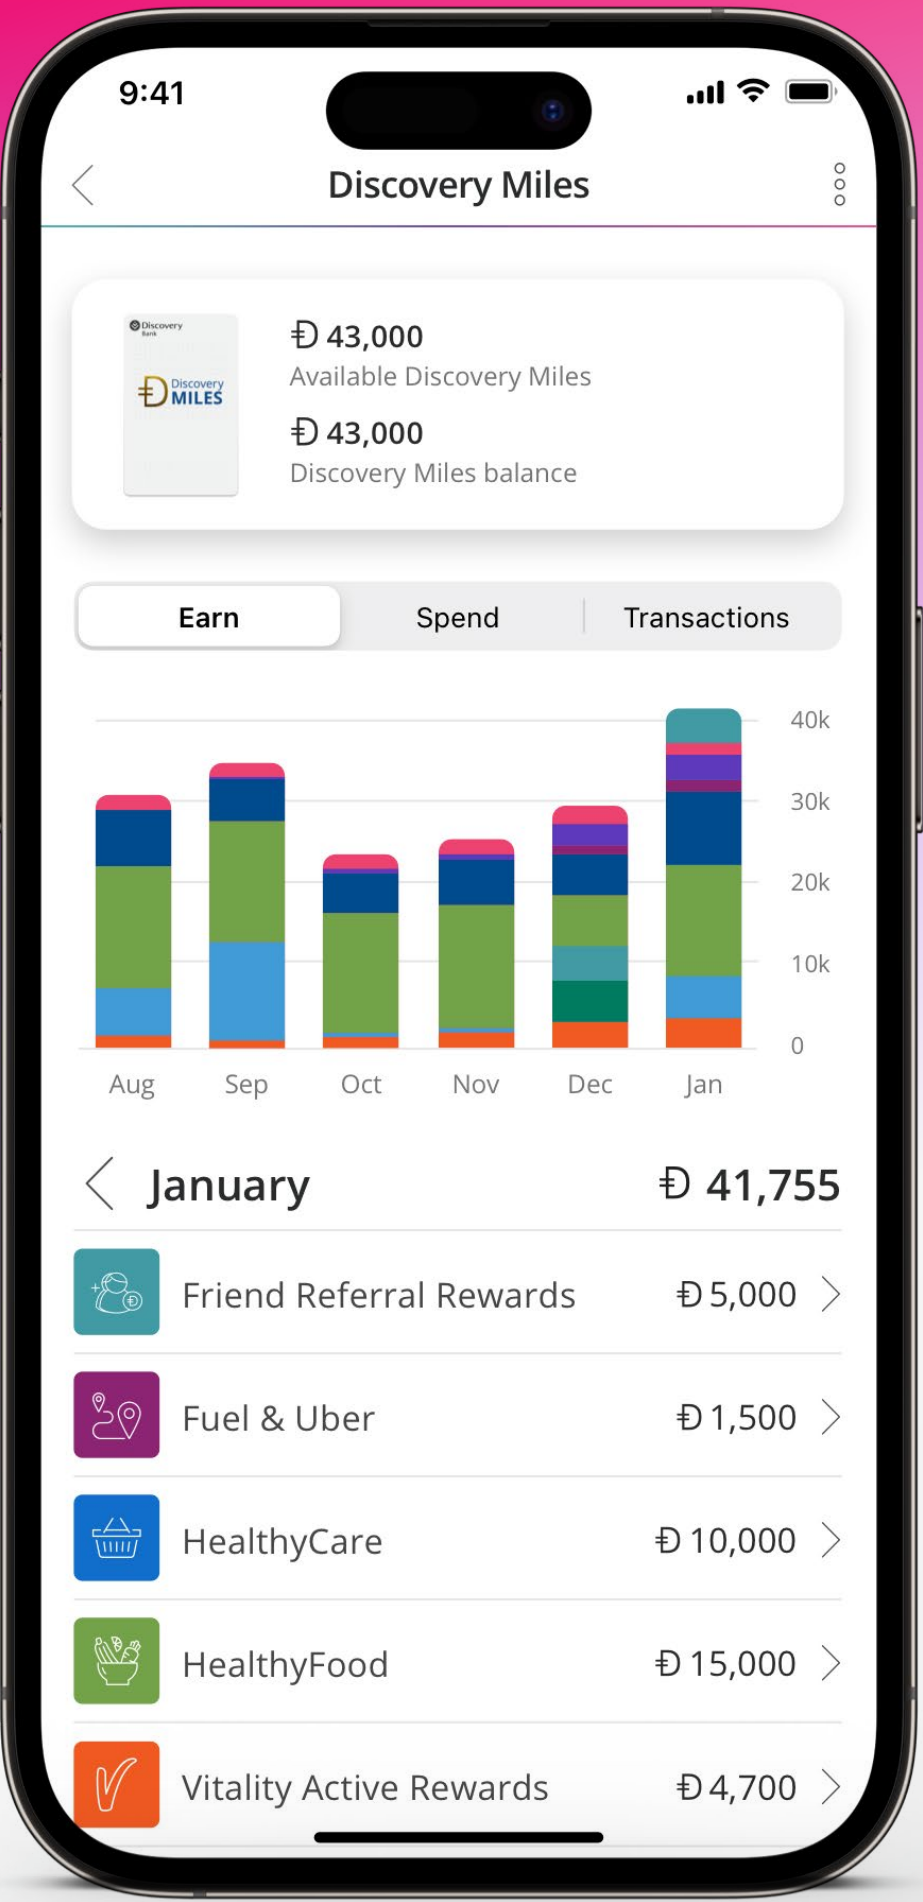 9:41
Discovery Miles
Discovery
Bank
Discovery
MILES
Đ 43,000
Available Discovery Miles
Đ 43,000
Discovery Miles balance
Earn Spend Transactions
40k
30k
20k
10k
0
Aug Sep Oct Nov Dec Jan
January Đ 41,755
Friend Referral Rewards Đ 5,000
Fuel & Uber Đ 1,500
HealthyCare Đ 10,000
HealthyFood Đ 15,000
Vitality Active Rewards Đ 4,700